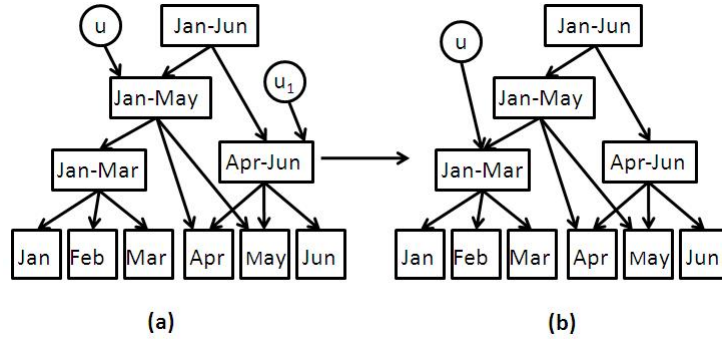 u
Jan-Jun
Jan-May
u₁
Jan-Mar
Apr-Jun
Jan
Feb
Mar
Apr
May
Jun
(a)
u
Jan-Jun
Jan-May
Jan-Mar
Apr-Jun
Jan
Feb
Mar
Apr
May
Jun
(b)